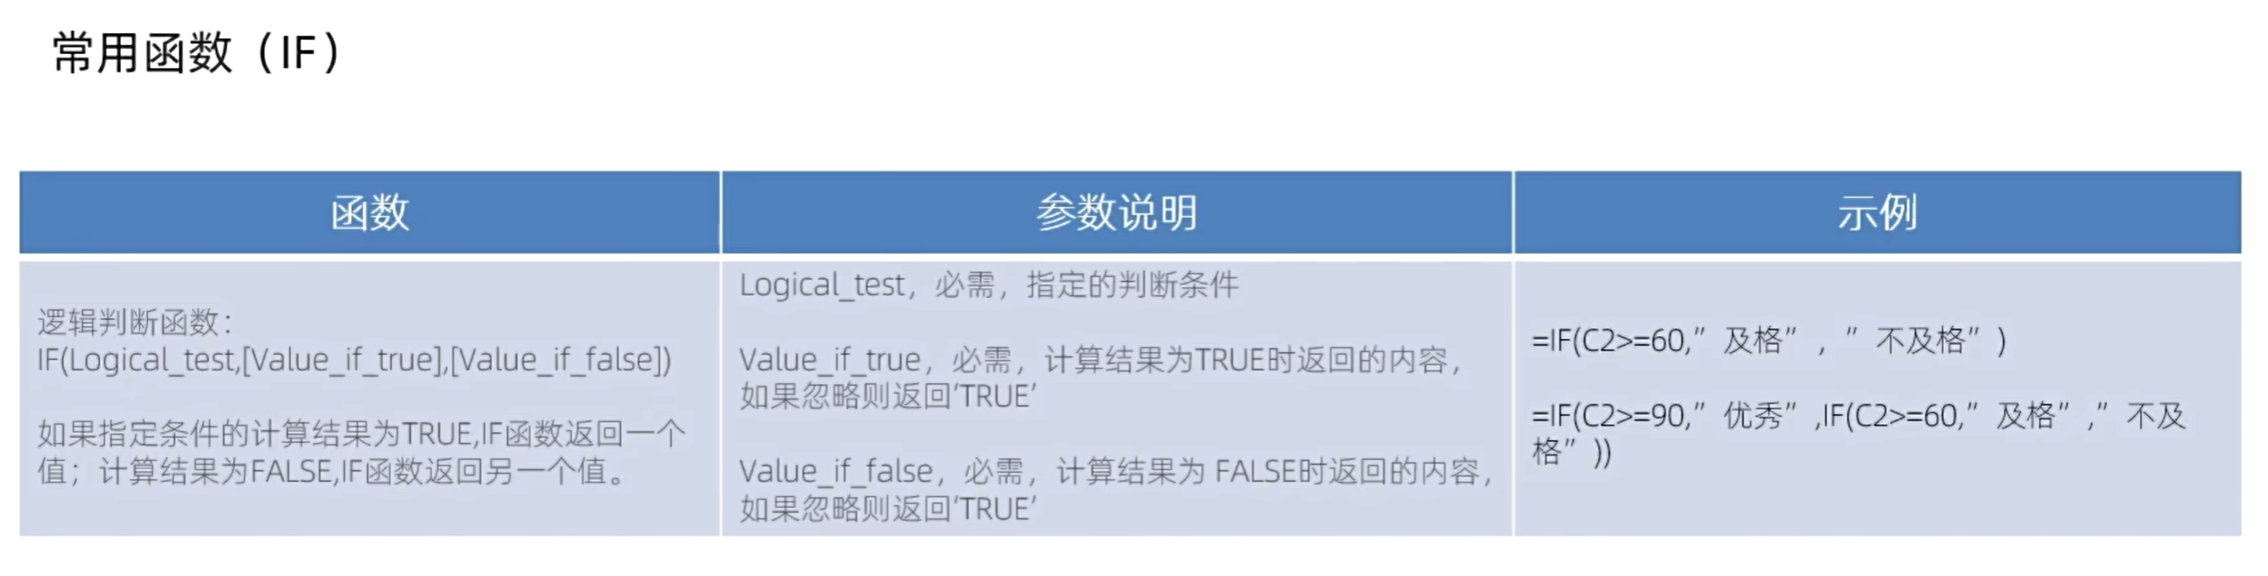 常用函数（IF）
函数
参数说明
示例
逻辑判断函数：
IF(Logical_test,[Value_if_true],[Value_if_false])
如果指定条件的计算结果为TRUE,IF函数返回一个
值；计算结果为FALSE,IF函数返回另一个值。
Logical_test，必需，指定的判断条件
Value_if_true，必需，计算结果为TRUE时返回的内容，
如果忽略则返回‘TRUE’
Value_if_false，必需，计算结果为 FALSE时返回的内容，
如果忽略则返回‘TRUE’
=IF(C2>=60,”及格”，”不及格”)
=IF(C2>=90,”优秀”,IF(C2>=60,”及格”,”不及
格”))